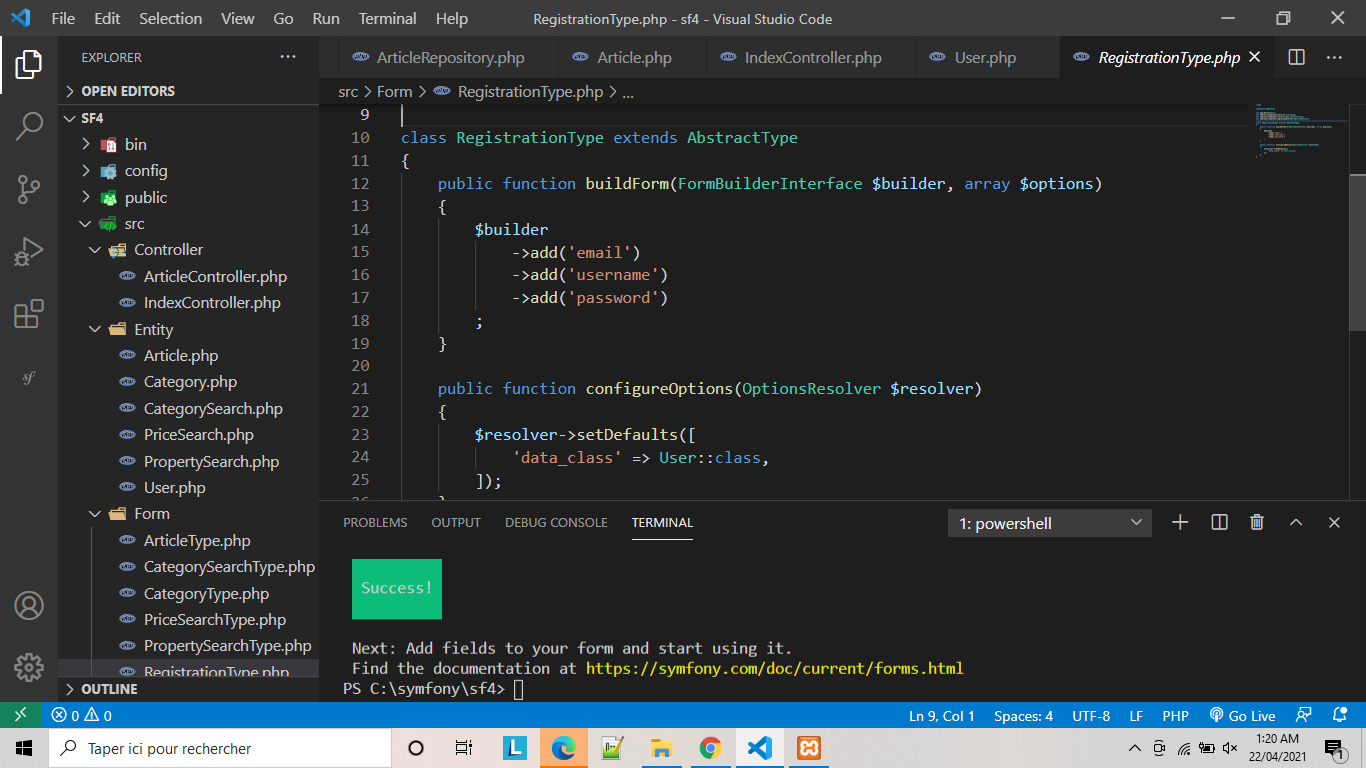 File Edit Selection View Go Run Terminal Help
RegistrationType.php - sf4 - Visual Studio Code
EXPLORER
ArticleRepository.php
Article.php
IndexController.php
User.php
RegistrationType.php
OPEN EDITORS
src > Form > RegistrationType.php > ...
SF4
bin
config
public
src
Controller
ArticleController.php
IndexController.php
Entity
Article.php
Category.php
CategorySearch.php
PriceSearch.php
PropertySearch.php
User.php
Form
ArticleType.php
CategorySearchType.php
CategoryType.php
PriceSearchType.php
PropertySearchType.php
RegistrationType.php
OUTLINE
9
10 class RegistrationType extends AbstractType
11 {
12 public function buildForm(FormBuilderInterface $builder, array $options)
13 {
14 $builder
15 ->add('email')
16 ->add('username')
17 ->add('password')
18 ;
19 }
20
21 public function configureOptions(OptionsResolver $resolver)
22 {
23 $resolver->setDefaults([
24 'data_class' => User::class,
25 ]);
26 }
PROBLEMS OUTPUT DEBUG CONSOLE TERMINAL
1: powershell
Success!
Next: Add fields to your form and start using it.
Find the documentation at https://symfony.com/doc/current/forms.html
PS C:\symfony\sf4>
0 0
Ln 9, Col 1 Spaces: 4 UTF-8 LF PHP Go Live
Taper ici pour rechercher
1:20 AM
22/04/2021
1